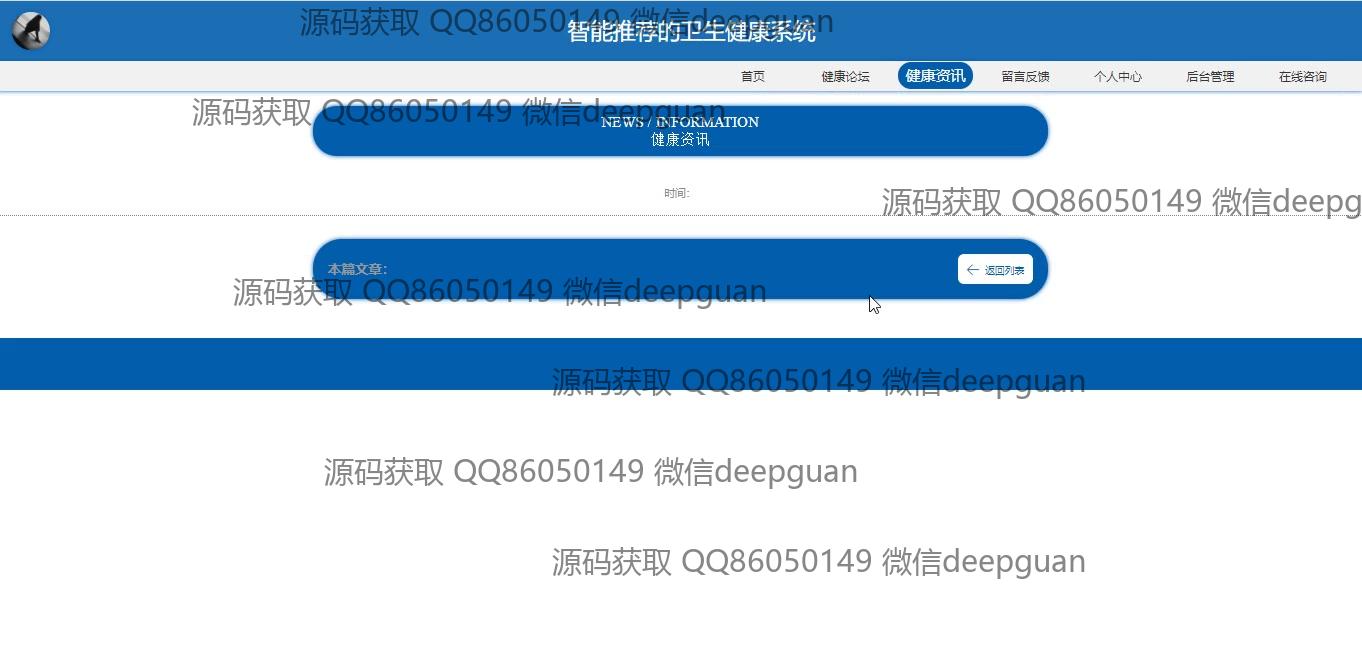 源码获取 QQ86050149 微信deepguan
智能推荐的卫生健康系统
首页 健康论坛 健康资讯 留言反馈 个人中心 后台管理 在线咨询
源码获取 QQ86050149 微信deepguan
NEWS / INFORMATION
健康资讯
时间:
源码获取 QQ86050149 微信deepg
本篇文章:
返回列表
源码获取 QQ86050149 微信deepguan
源码获取 QQ86050149 微信deepguan
源码获取 QQ86050149 微信deepguan
源码获取 QQ86050149 微信deepguan